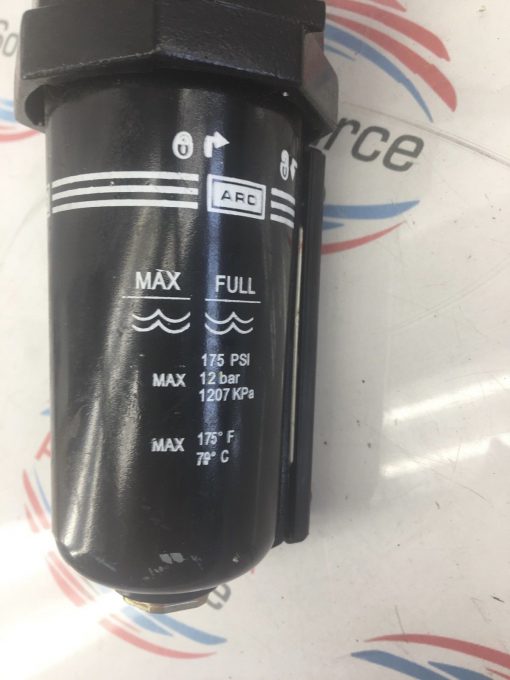 ARO
MAX FULL
175 PSI
MAX 12 bar
1207 KPa
MAX 175° F
79° C